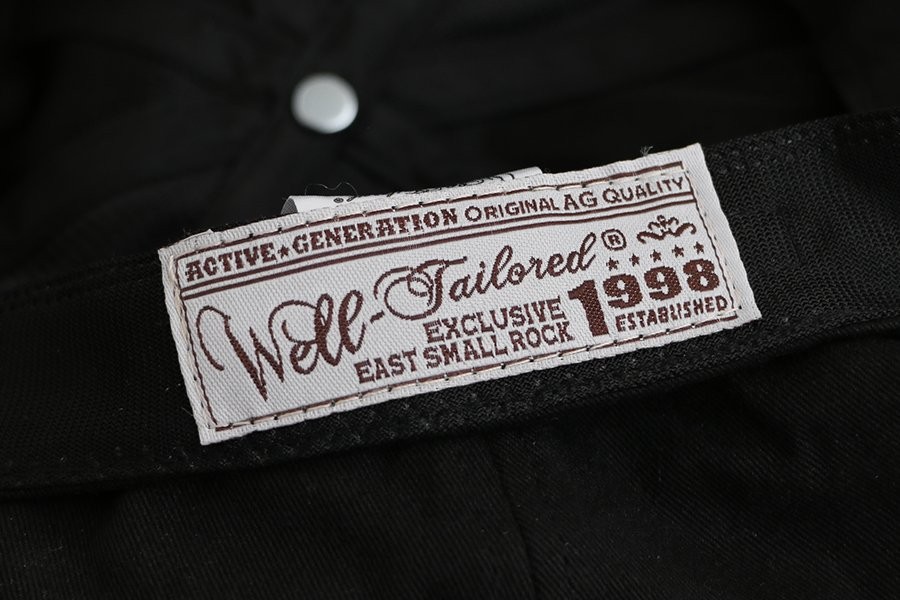 ACTIVE★GENERATION ORIGINAL AG QUALITY
Well-Tailored®
EXCLUSIVE
EAST SMALL ROCK
1998
ESTABLISHED